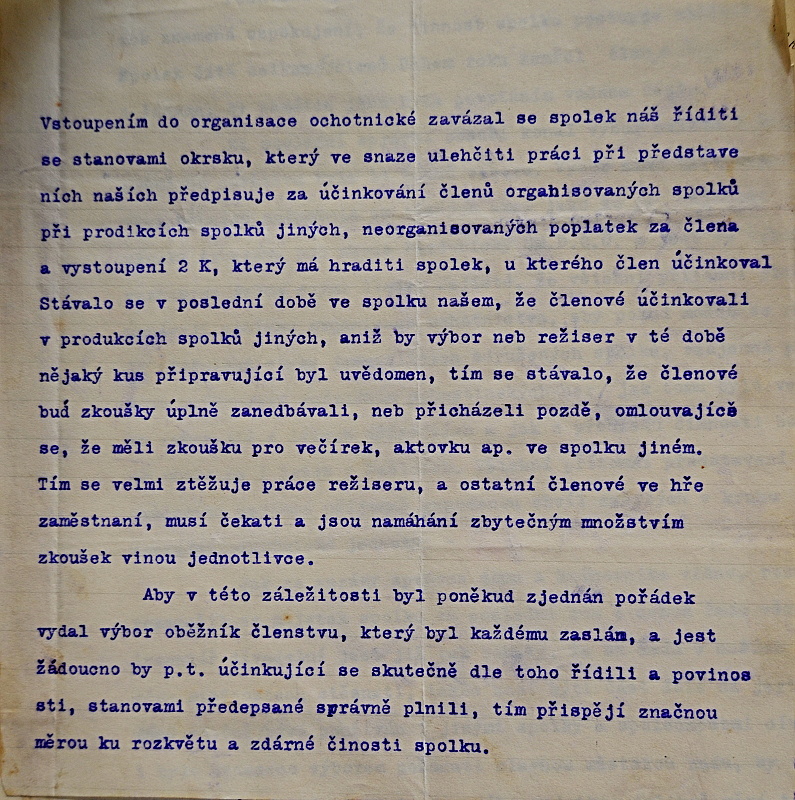 Vstoupením do organisace ochotnické zavázal se spolek náš říditi
se stanovami okrsku, který ve snaze ulehčiti práci při představe
ních naších předpisuje za účinkování členů organisovaných spolků
při prodikcích spolků jiných, neorganisovaných poplatek za člena
a vystoupení 2 K, který má hraditi spolek, u kterého člen účinkoval
Stávalo se v poslední době ve spolku našem, že členové účinkovali
v produkcích spolků jiných, aniž by výbor neb režiser v té době
nějaký kus připravující byl uvědomen, tím se stávalo, že členové
buď zkoušky úplně zanedbávali, neb přicházeli pozdě, omlouvajíce
se, že měli zkoušku pro večírek, aktovku ap. ve spolku jiném.
Tím se velmi ztěžuje práce režiseru, a ostatní členové ve hře
zaměstnaní, musí čekati a jsou namáhání zbytečným množstvím
zkoušek vinou jednotlivce.
Aby v této záležitosti byl poněkud zjednán pořádek
vydal výbor oběžník členstvu, který byl každému zaslán, a jest
žádoucno by p.t. účinkující se skutečně dle toho řídili a povinos
sti, stanovami předepsané správně plnili, tím přispějí značnou
měrou ku rozkvětu a zdárné činosti spolku.